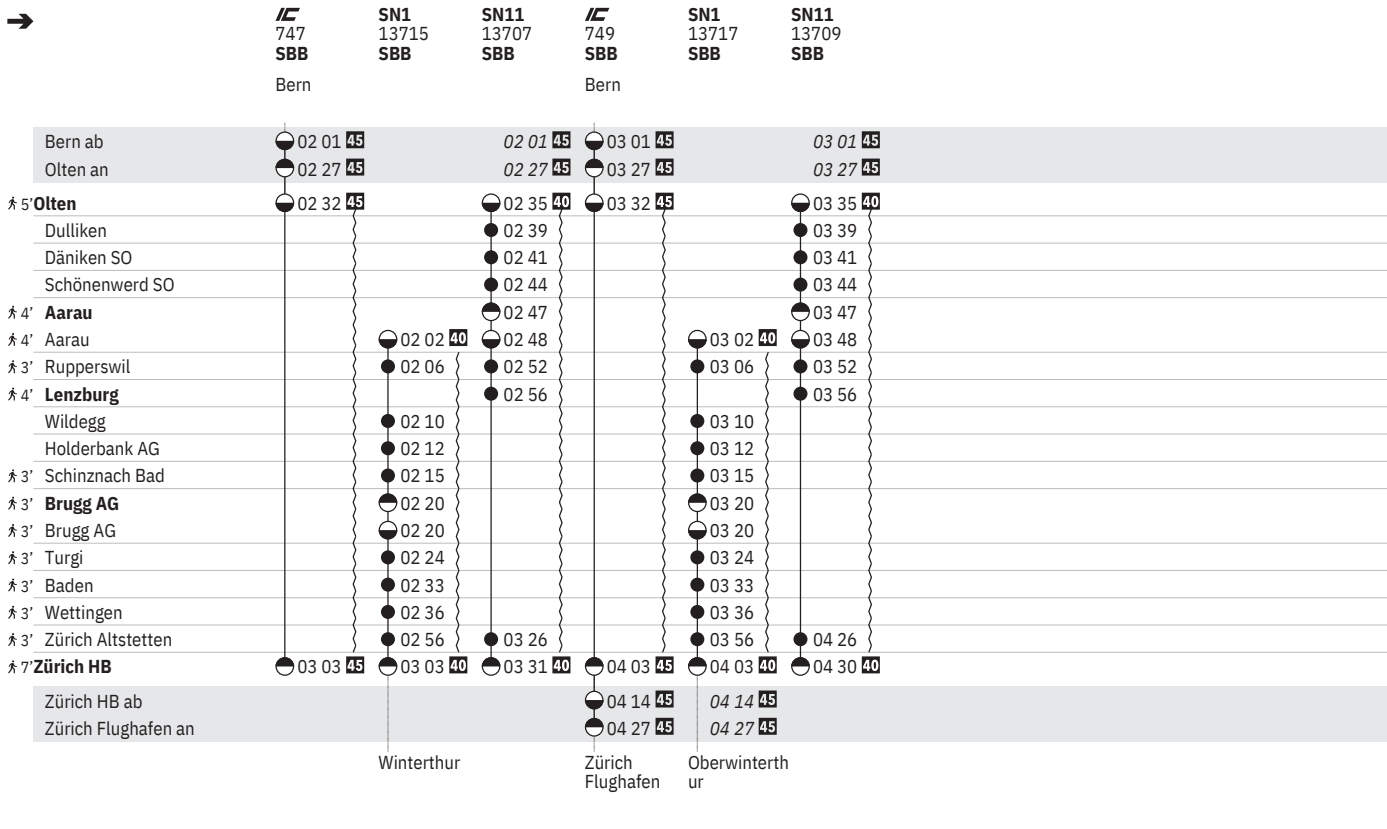 ➔ IC SN1 SN11 IC SN1 SN11
747 13715 13707 749 13717 13709
SBB SBB SBB SBB SBB SBB
Bern Bern
Bern ab 02 01 45 02 01 45 03 01 45 03 01 45
Olten an 02 27 45 02 27 45 03 27 45 03 27 45
5’ Olten 02 32 45 02 35 40 03 32 45 03 35 40
Dulliken 02 39 03 39
Däniken SO 02 41 03 41
Schönenwerd SO 02 44 03 44
4’ Aarau 02 47 03 47
4’ Aarau 02 02 40 02 48 03 02 40 03 48
3’ Rupperswil 02 06 02 52 03 06 03 52
4’ Lenzburg 02 56 03 56
Wildegg 02 10 03 10
Holderbank AG 02 12 03 12
3’ Schinznach Bad 02 15 03 15
3’ Brugg AG 02 20 03 20
3’ Brugg AG 02 20 03 20
3’ Turgi 02 24 03 24
3’ Baden 02 33 03 33
3’ Wettingen 02 36 03 36
3’ Zürich Altstetten 02 56 03 26 03 56 04 26
7’ Zürich HB 03 03 45 03 03 40 03 31 40 04 03 45 04 03 40 04 30 40
Zürich HB ab 04 14 45 04 14 45
Zürich Flughafen an 04 27 45 04 27 45
Winterthur Zürich Oberwinterth
Flughafen ur